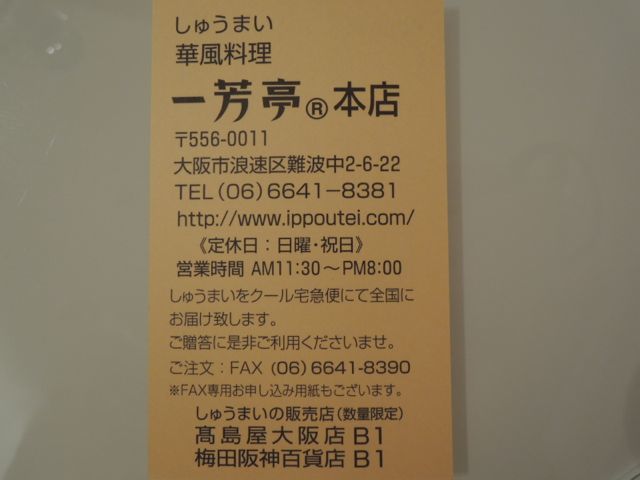 しゅうまい
華風料理
一芳亭®本店
〒556-0011
大阪市浪速区難波中2-6-22
TEL(06)6641-8381
http://www.ippoutei.com/
《定休日:日曜・祝日》
営業時間 AM11:30〜PM8:00
しゅうまいをクール宅急便にて全国に
お届け致します。
ご贈答に是非ご利用くださいませ。
ご注文:FAX (06)6641-8390
※FAX専用お申し込み用紙もございます。
しゅうまいの販売店(数量限定)
髙島屋大阪店 B1
梅田阪神百貨店 B1